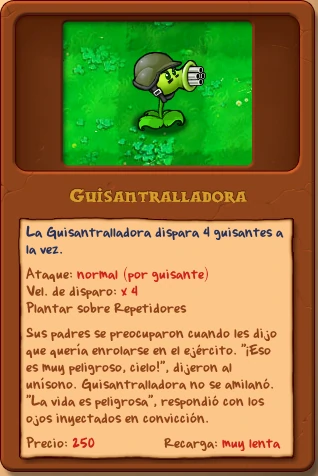 Guisantralladora
La Guisantralladora dispara 4 guisantes a
la vez.
Ataque: normal (por guisante)
Vel. de disparo: x 4
Plantar sobre Repetidores
Sus padres se preocuparon cuando les dijo
que quería enrolarse en el ejército. "¡Eso
es muy peligroso, cielo!", dijeron al
unísono. Guisantralladora no se amilanó.
"La vida es peligrosa", respondió con los
ojos inyectados en convicción.
Precio: 250 Recarga: muy lenta